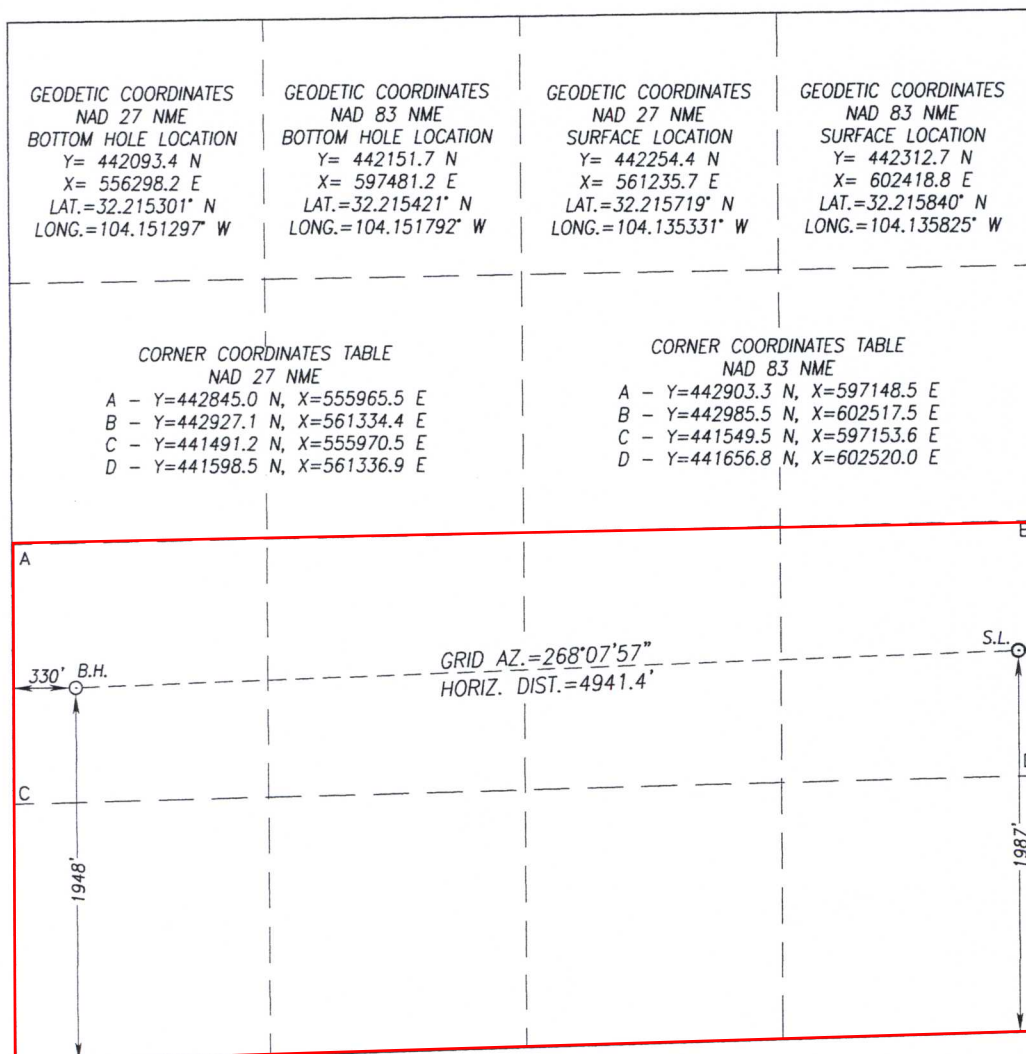 GEODETIC COORDINATES
NAD 27 NME
BOTTOM HOLE LOCATION
Y= 442093.4 N
X= 556298.2 E
LAT.=32.215301° N
LONG.=104.151297° W
GEODETIC COORDINATES
NAD 83 NME
BOTTOM HOLE LOCATION
Y= 442151.7 N
X= 597481.2 E
LAT.=32.215421° N
LONG.=104.151792° W
GEODETIC COORDINATES
NAD 27 NME
SURFACE LOCATION
Y= 442254.4 N
X= 561235.7 E
LAT.=32.215719° N
LONG.=104.135331° W
GEODETIC COORDINATES
NAD 83 NME
SURFACE LOCATION
Y= 442312.7 N
X= 602418.8 E
LAT.=32.215840° N
LONG.=104.135825° W
CORNER COORDINATES TABLE
NAD 27 NME
A – Y=442845.0 N, X=555965.5 E
B – Y=442927.1 N, X=561334.4 E
C – Y=441491.2 N, X=555970.5 E
D – Y=441598.5 N, X=561336.9 E
CORNER COORDINATES TABLE
NAD 83 NME
A – Y=442903.3 N, X=597148.5 E
B – Y=442985.5 N, X=602517.5 E
C – Y=441549.5 N, X=597153.6 E
D – Y=441656.8 N, X=602520.0 E
A
B
330' B.H.
GRID AZ.=268°07'57"
HORIZ. DIST.=4941.4'
S.L.
C
D
1948'
1987'